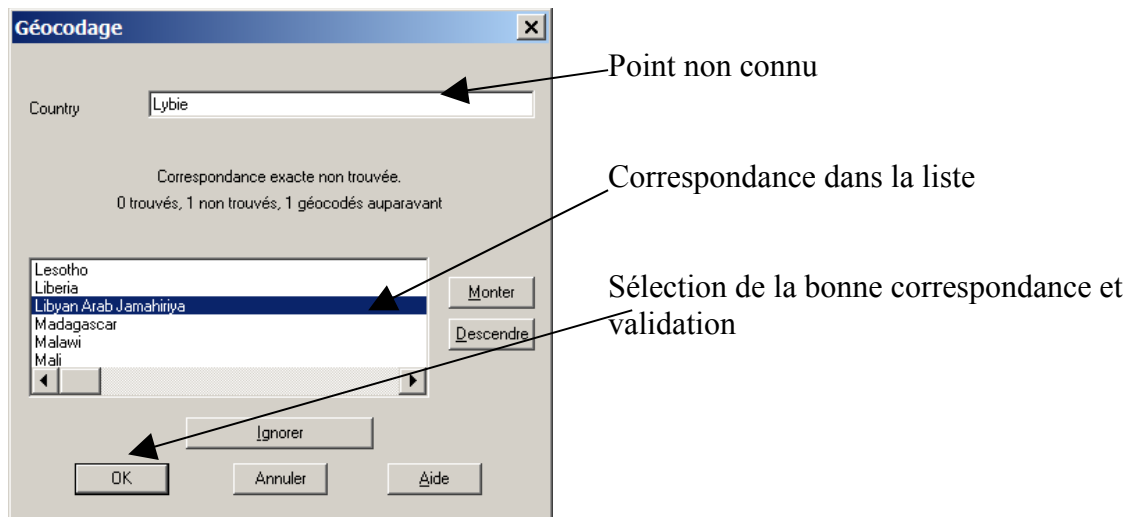 Géocodage
Point non connu
Country
Lybie
Correspondance exacte non trouvée.
0 trouvés, 1 non trouvés, 1 géocodés auparavant
Correspondance dans la liste
Lesotho
Liberia
Libyan Arab Jamahiriya
Madagascar
Malawi
Mali
Monter
Descendre
Sélection de la bonne correspondance et
validation
Ignorer
OK
Annuler
Aide